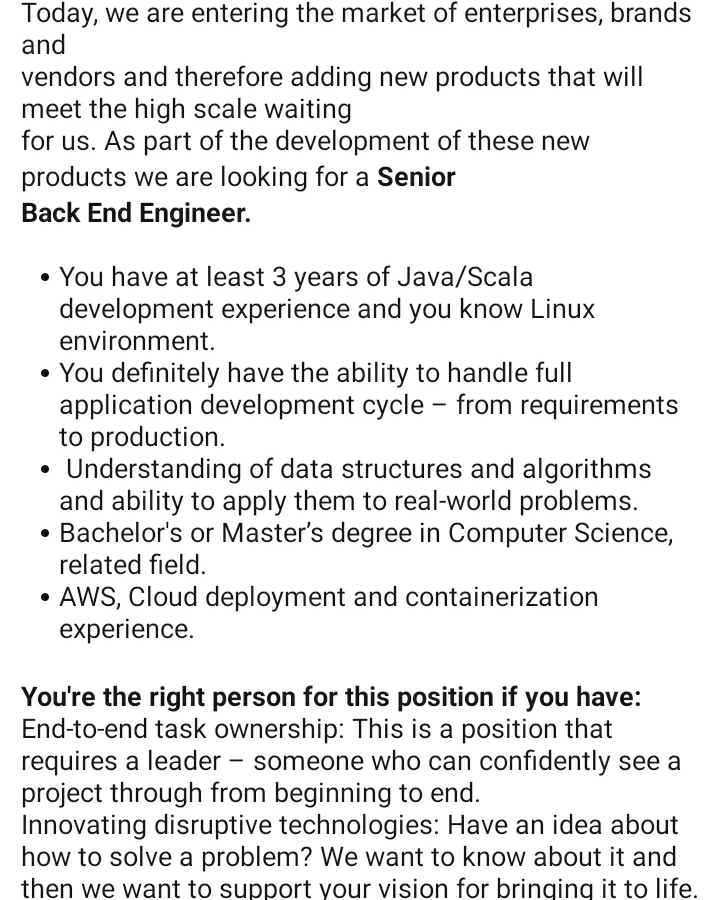 Today, we are entering the market of enterprises, brands
and
vendors and therefore adding new products that will
meet the high scale waiting
for us. As part of the development of these new
products we are looking for a Senior
Back End Engineer.
• You have at least 3 years of Java/Scala
development experience and you know Linux
environment.
• You definitely have the ability to handle full
application development cycle – from requirements
to production.
• Understanding of data structures and algorithms
and ability to apply them to real-world problems.
• Bachelor's or Master’s degree in Computer Science,
related field.
• AWS, Cloud deployment and containerization
experience.
You're the right person for this position if you have:
End-to-end task ownership: This is a position that
requires a leader – someone who can confidently see a
project through from beginning to end.
Innovating disruptive technologies: Have an idea about
how to solve a problem? We want to know about it and
then we want to support your vision for bringing it to life.